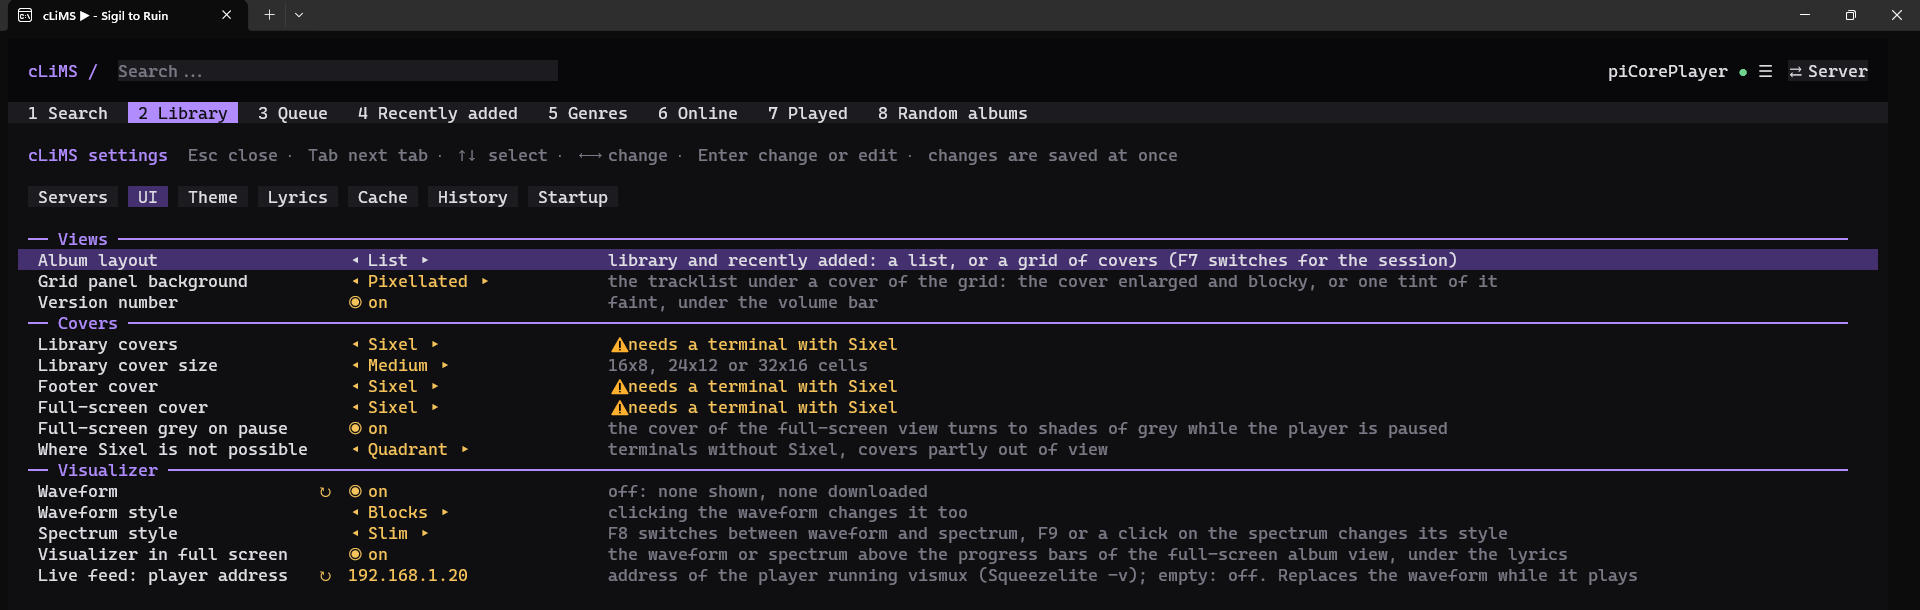 cLiMS ▶ - Sigil to Ruin
cLiMS / Search ... piCorePlayer ● ☰ ⇄ Server
1 Search 2 Library 3 Queue 4 Recently added 5 Genres 6 Online 7 Played 8 Random albums
cLiMS settings Esc close · Tab next tab · ↑↓ select · ←→ change · Enter change or edit · changes are saved at once
Servers UI Theme Lyrics Cache History Startup
── Views ──
Album layout ◂ List ▸ library and recently added: a list, or a grid of covers (F7 switches for the session)
Grid panel background ◂ Pixellated ▸ the tracklist under a cover of the grid: the cover enlarged and blocky, or one tint of it
Version number ◉ on faint, under the volume bar
── Covers ──
Library covers ◂ Sixel ▸ ⚠needs a terminal with Sixel
Library cover size ◂ Medium ▸ 16x8, 24x12 or 32x16 cells
Footer cover ◂ Sixel ▸ ⚠needs a terminal with Sixel
Full-screen cover ◂ Sixel ▸ ⚠needs a terminal with Sixel
Full-screen grey on pause ◉ on the cover of the full-screen view turns to shades of grey while the player is paused
Where Sixel is not possible ◂ Quadrant ▸ terminals without Sixel, covers partly out of view
── Visualizer ──
Waveform ↻ ◉ on off: none shown, none downloaded
Waveform style ◂ Blocks ▸ clicking the waveform changes it too
Spectrum style ◂ Slim ▸ F8 switches between waveform and spectrum, F9 or a click on the spectrum changes its style
Visualizer in full screen ◉ on the waveform or spectrum above the progress bars of the full-screen album view, under the lyrics
Live feed: player address ↻ 192.168.1.20 address of the player running vismux (Squeezelite -v); empty: off. Replaces the waveform while it plays